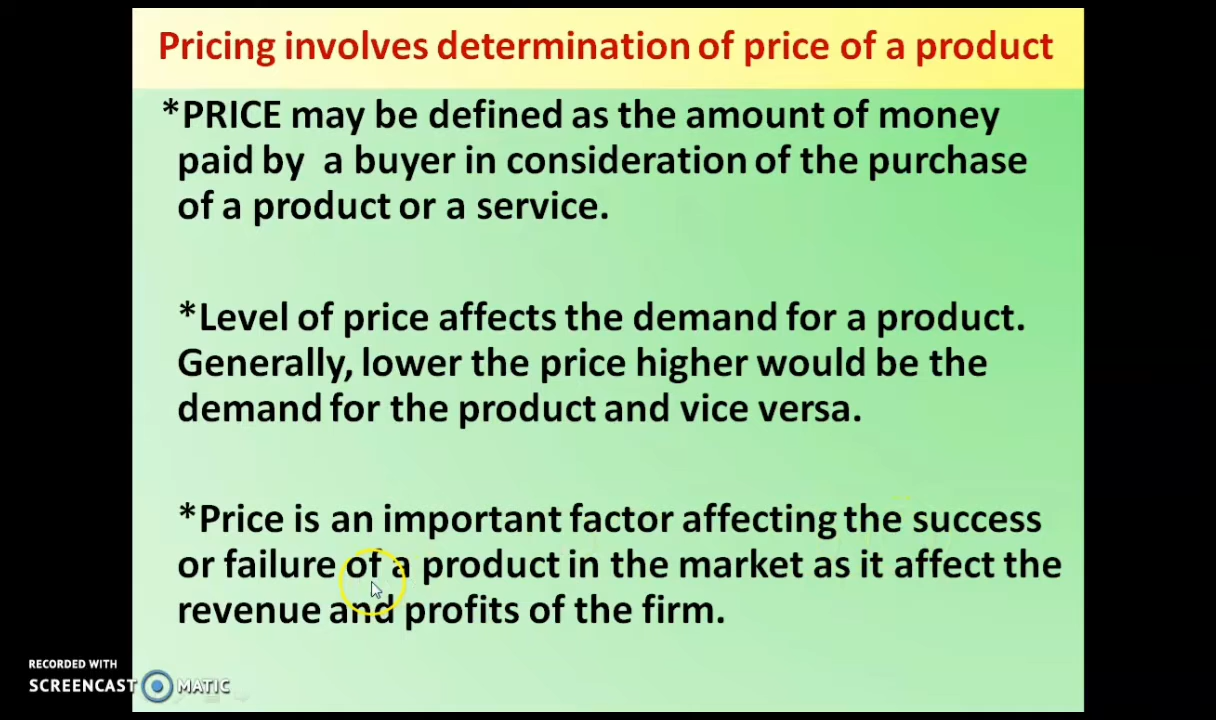 Pricing involves determination of price of a product
*PRICE may be defined as the amount of money
paid by a buyer in consideration of the purchase
of a product or a service.
*Level of price affects the demand for a product.
Generally, lower the price higher would be the
demand for the product and vice versa.
*Price is an important factor affecting the success
or failure of a product in the market as it affect the
revenue and profits of the firm.
RECORDED WITH
SCREENCAST MATIC